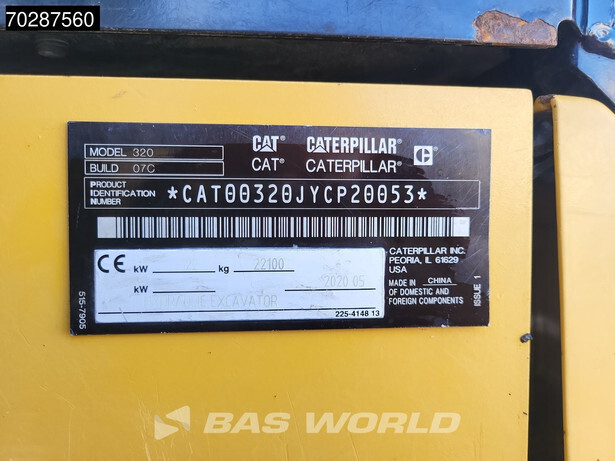 70287560
MODEL 320
BUILD 07C
CAT® CATERPILLAR®
CAT® CATERPILLAR® C
PRODUCT IDENTIFICATION NUMBER
*CAT00320JYCP20053*
CE kW kg 22100
kW 2020 05
EXCAVATOR
225-4148 13
CATERPILLAR INC.
PEORIA, IL 61629
USA
MADE IN CHINA
OF DOMESTIC AND
FOREIGN COMPONENTS
ISSUE 1
515-7905
BAS WORLD